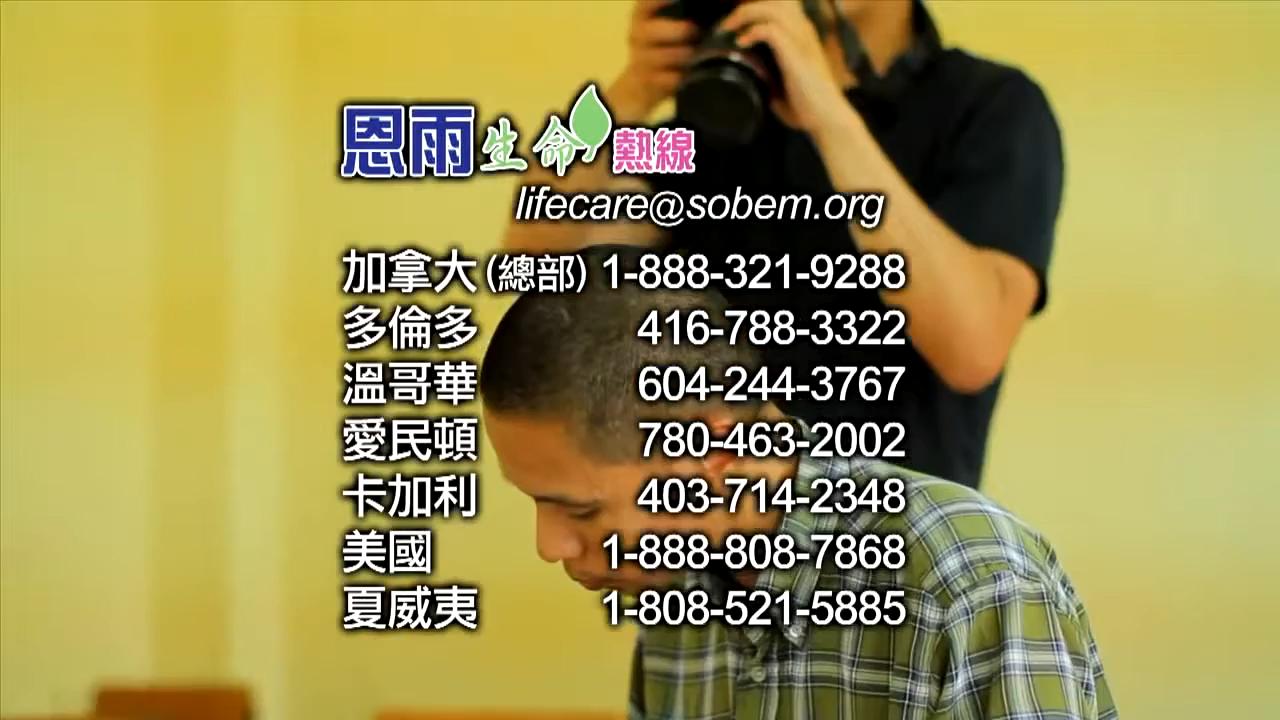 恩雨生命熱線
lifecare@sobem.org
加拿大(總部) 1-888-321-9288
多倫多 416-788-3322
溫哥華 604-244-3767
愛民頓 780-463-2002
卡加利 403-714-2348
美國 1-888-808-7868
夏威夷 1-808-521-5885